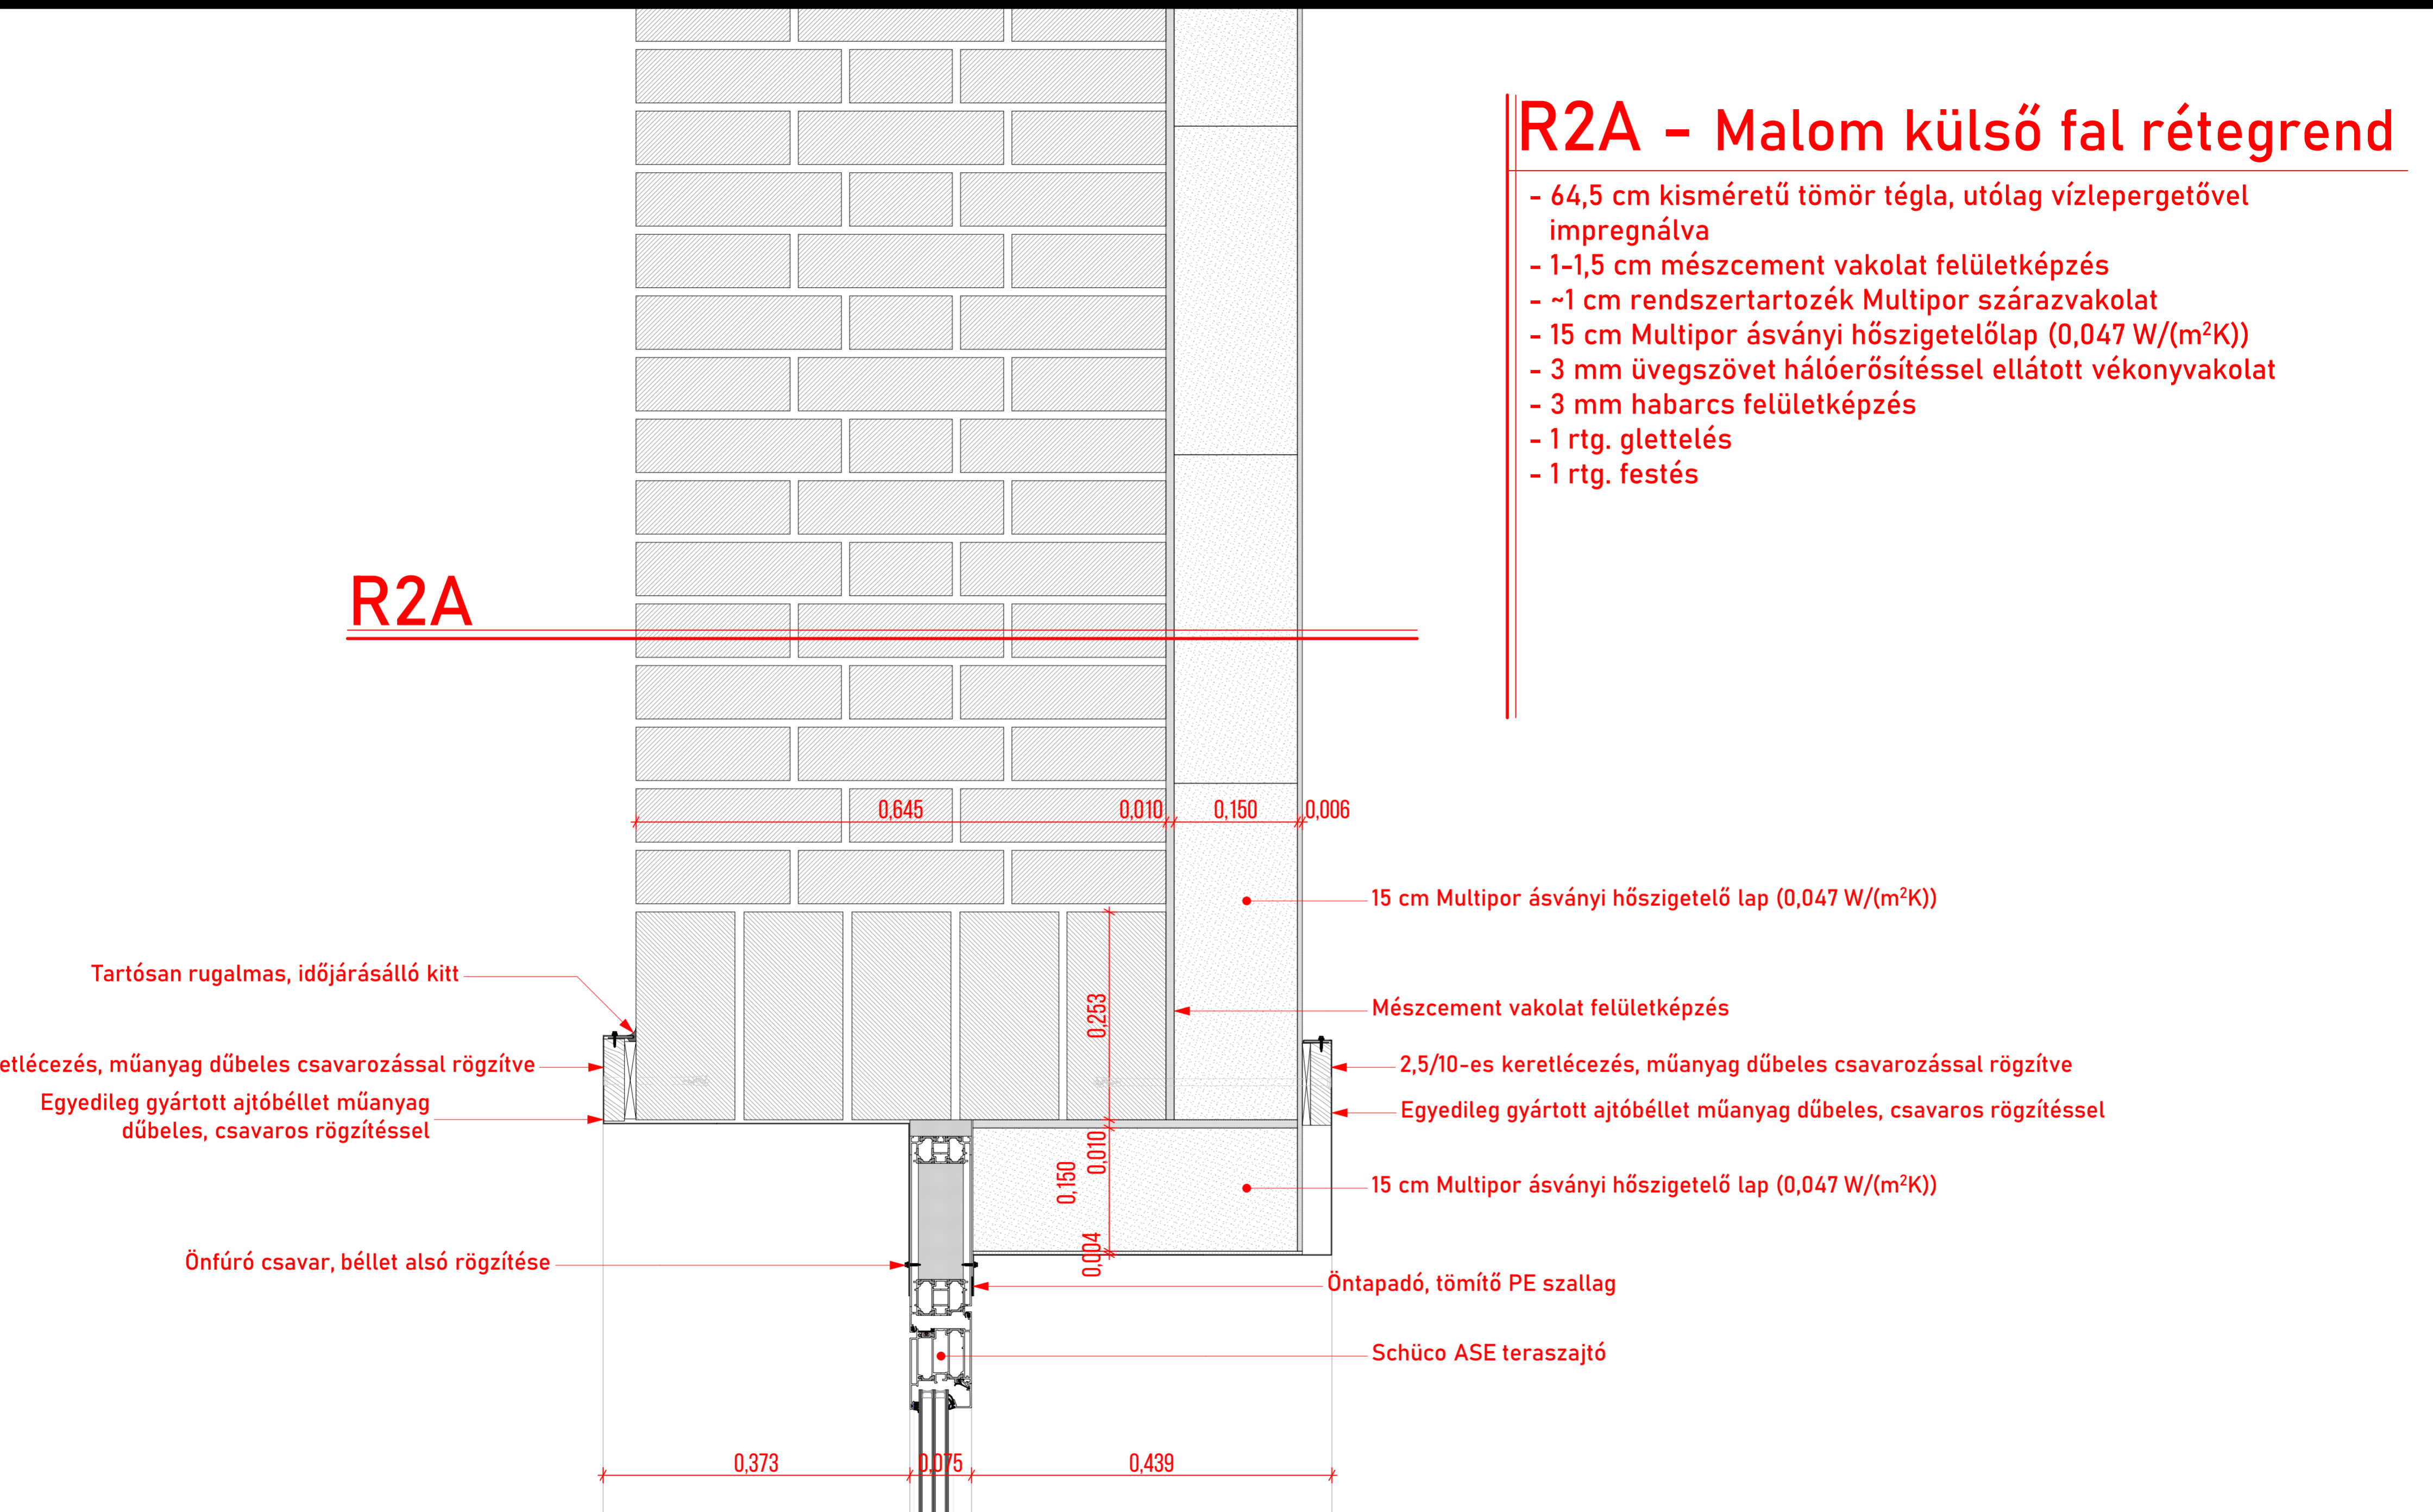 R2A - Malom külső fal rétegrend
- 64,5 cm kisméretű tömör tégla, utólag vízlepergetővel
impregnálva
- 1-1,5 cm mészcement vakolat felületképzés
- ~1 cm rendszertartozék Multipor szárazvakolat
- 15 cm Multipor ásványi hőszigetelőlap (0,047 W/(m²K))
- 3 mm üvegszövet hálóerősítéssel ellátott vékonyvakolat
- 3 mm habarcs felületképzés
- 1 rtg. glettelés
- 1 rtg. festés
R2A
0,645
0,010
0,150
0,006
15 cm Multipor ásványi hőszigetelő lap (0,047 W/(m²K))
Tartósan rugalmas, időjárásálló kitt
0,253
Mészcement vakolat felületképzés
etlécezés, műanyag dűbeles csavarozással rögzítve
2,5/10-es keretlécezés, műanyag dűbeles csavarozással rögzítve
Egyedileg gyártott ajtóbéllet műanyag
dűbeles, csavaros rögzítéssel
Egyedileg gyártott ajtóbéllet műanyag dűbeles, csavaros rögzítéssel
0,010
0,150
15 cm Multipor ásványi hőszigetelő lap (0,047 W/(m²K))
0,004
Önfúró csavar, béllet alsó rögzítése
Öntapadó, tömítő PE szallag
Schüco ASE teraszajtó
0,373
0,075
0,439